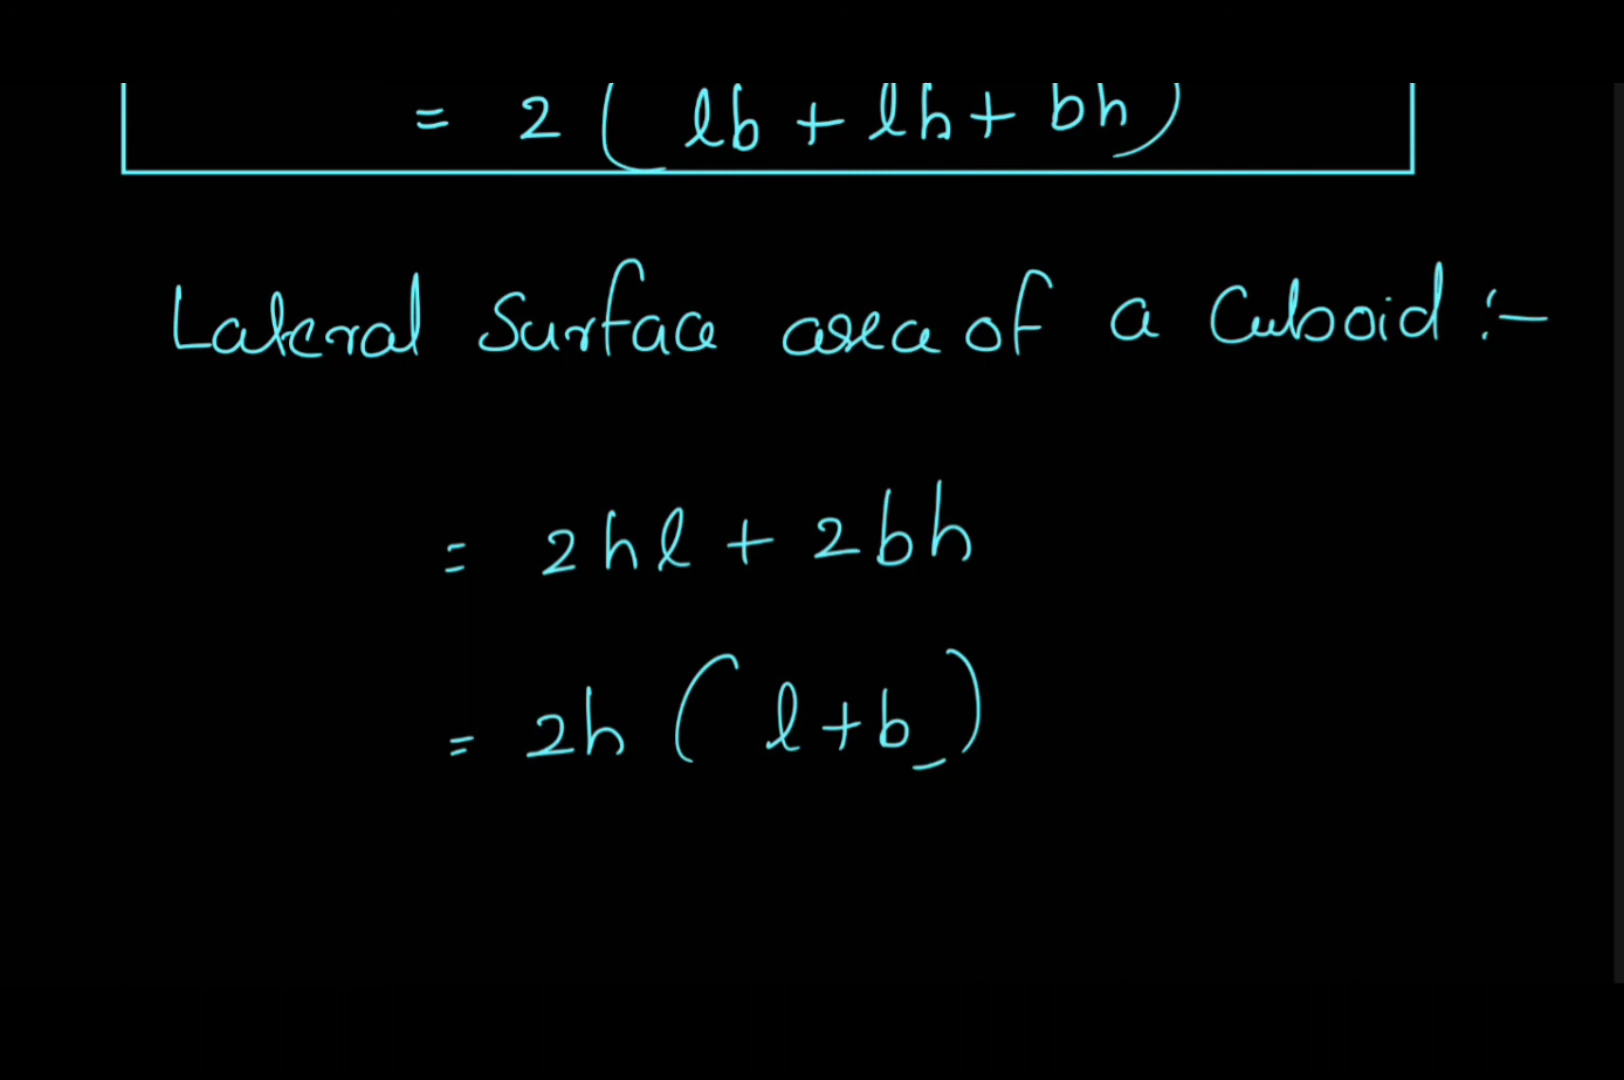 = 2 ( lb + lh + bh )
Lateral Surface area of a Cuboid :-
= 2hl + 2bh
= 2h ( l+b )